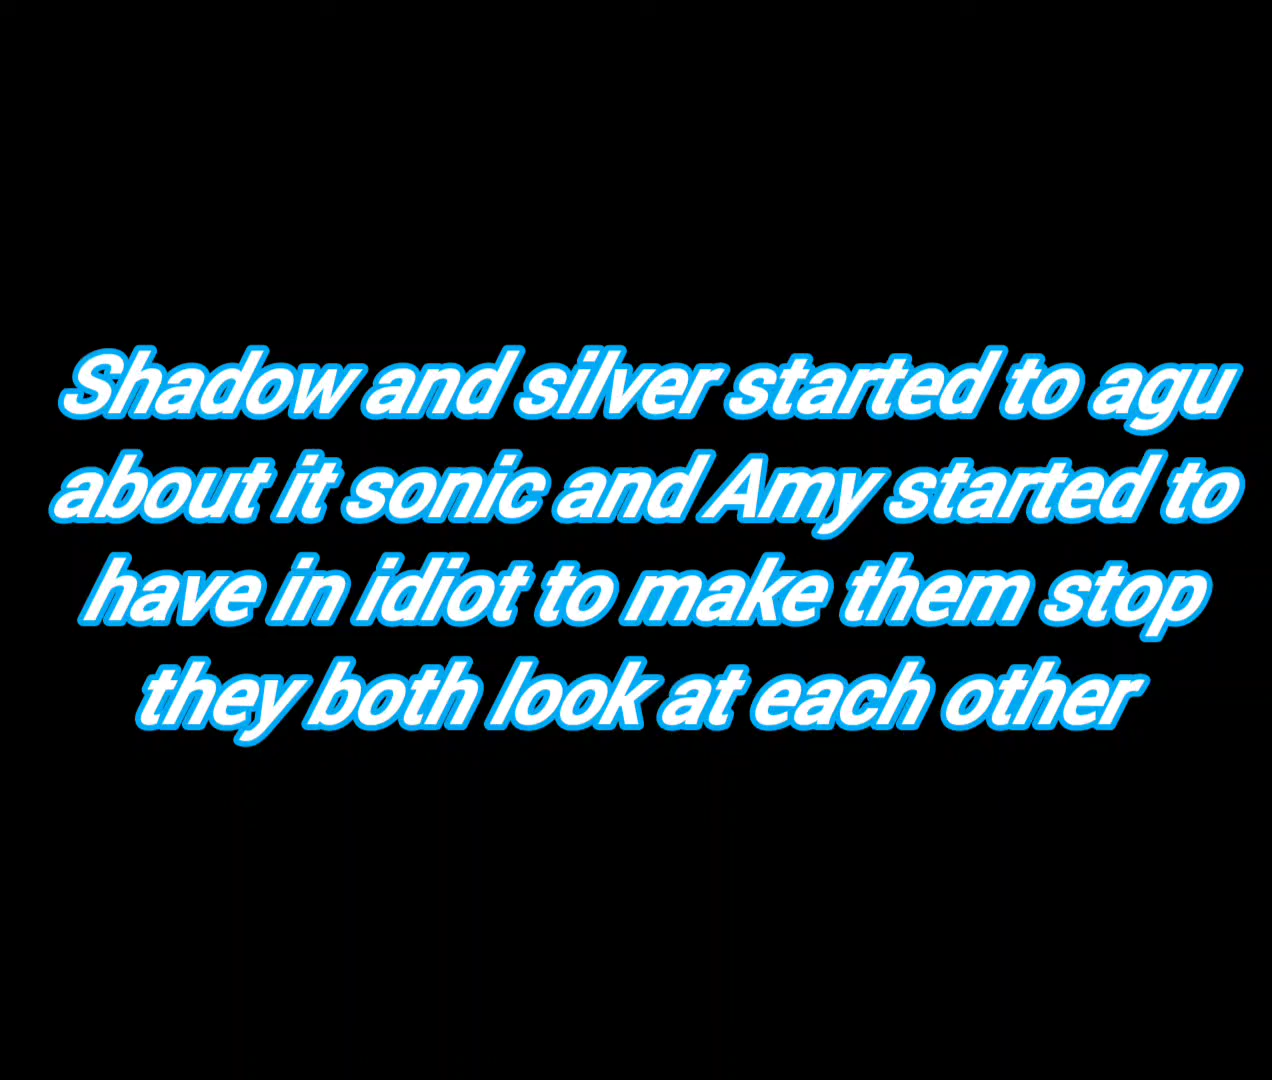 Shadow and silver started to agu
about it sonic and Amy started to
have in idiot to make them stop
they both look at each other